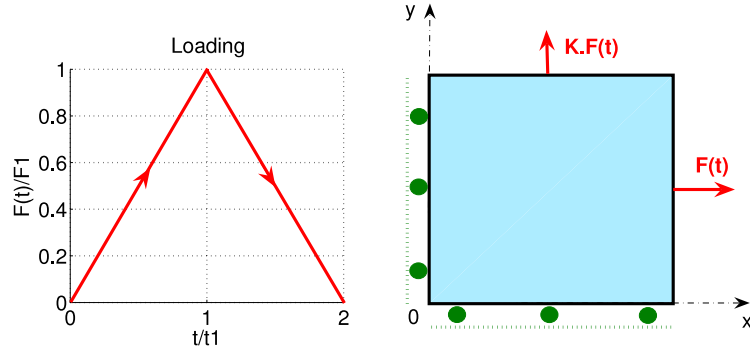 Loading
F(t)/F1
1
0.8
0.6
0.4
0.2
0
0 1 2
t/t1
y
K.F(t)
F(t)
0
x